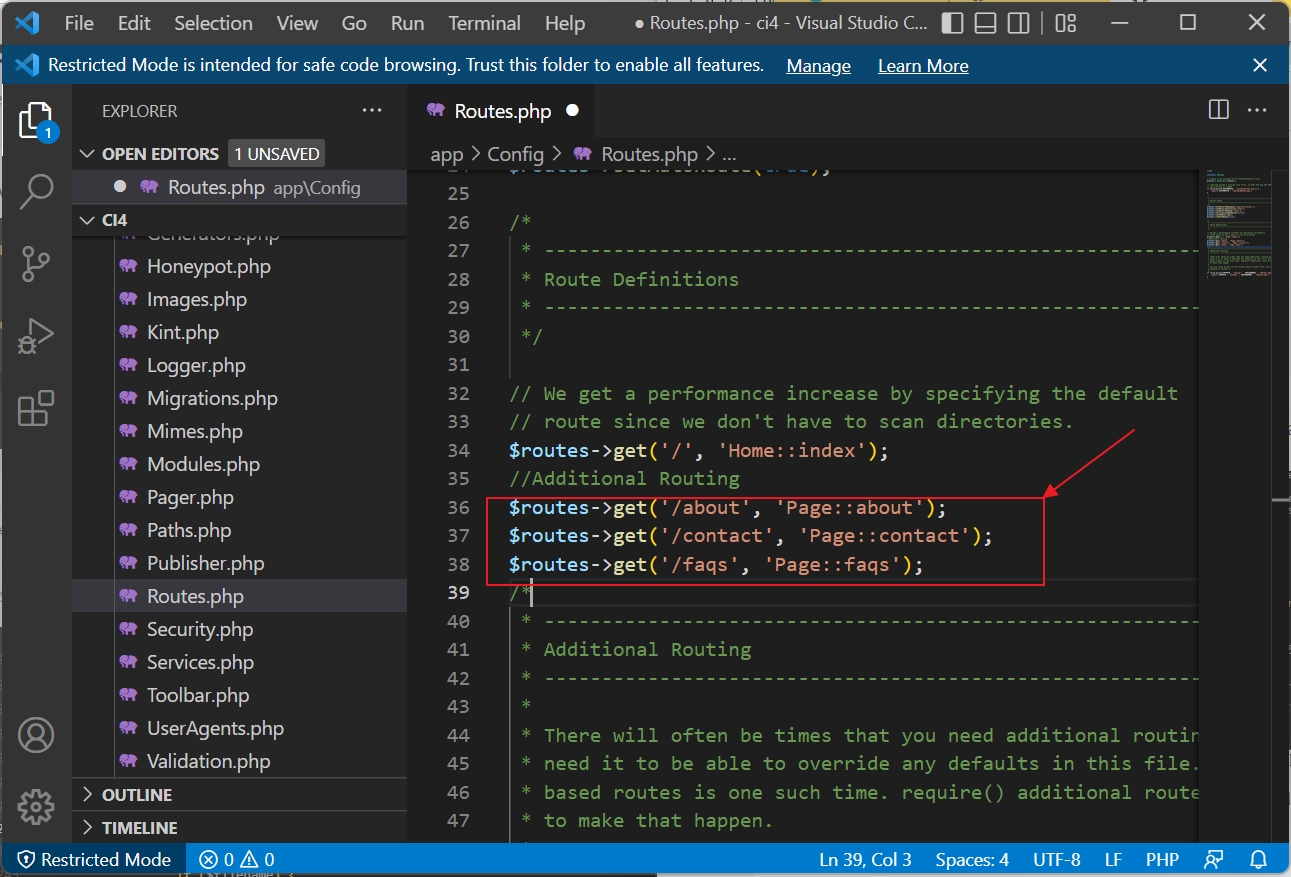 File Edit Selection View Go Run Terminal Help ● Routes.php - ci4 - Visual Studio C...
Restricted Mode is intended for safe code browsing. Trust this folder to enable all features. Manage Learn More
EXPLORER
OPEN EDITORS 1 UNSAVED
Routes.php app\Config
CI4
Generators.php
Honeypot.php
Images.php
Kint.php
Logger.php
Migrations.php
Mimes.php
Modules.php
Pager.php
Paths.php
Publisher.php
Routes.php
Security.php
Services.php
Toolbar.php
UserAgents.php
Validation.php
OUTLINE
TIMELINE
1
Routes.php
app > Config > Routes.php > ...
24 $routes->setAutoRoute(true);
25
26 /*
27 * --------------------------------------------------------
28 * Route Definitions
29 * --------------------------------------------------------
30 */
31
32 // We get a performance increase by specifying the default
33 // route since we don't have to scan directories.
34 $routes->get('/', 'Home::index');
35 //Additional Routing
36 $routes->get('/about', 'Page::about');
37 $routes->get('/contact', 'Page::contact');
38 $routes->get('/faqs', 'Page::faqs');
39 /*
40 * --------------------------------------------------------
41 * Additional Routing
42 * --------------------------------------------------------
43 *
44 * There will often be times that you need additional routin
45 * need it to be able to override any defaults in this file.
46 * based routes is one such time. require() additional route
47 * to make that happen.
Restricted Mode 0 0 Ln 39, Col 3 Spaces: 4 UTF-8 LF PHP